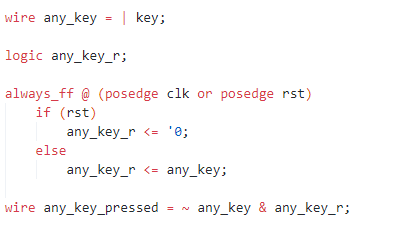 wire any_key = | key;
logic any_key_r;
always_ff @ (posedge clk or posedge rst)
if (rst)
any_key_r <= '0;
else
any_key_r <= any_key;
wire any_key_pressed = ~ any_key & any_key_r;